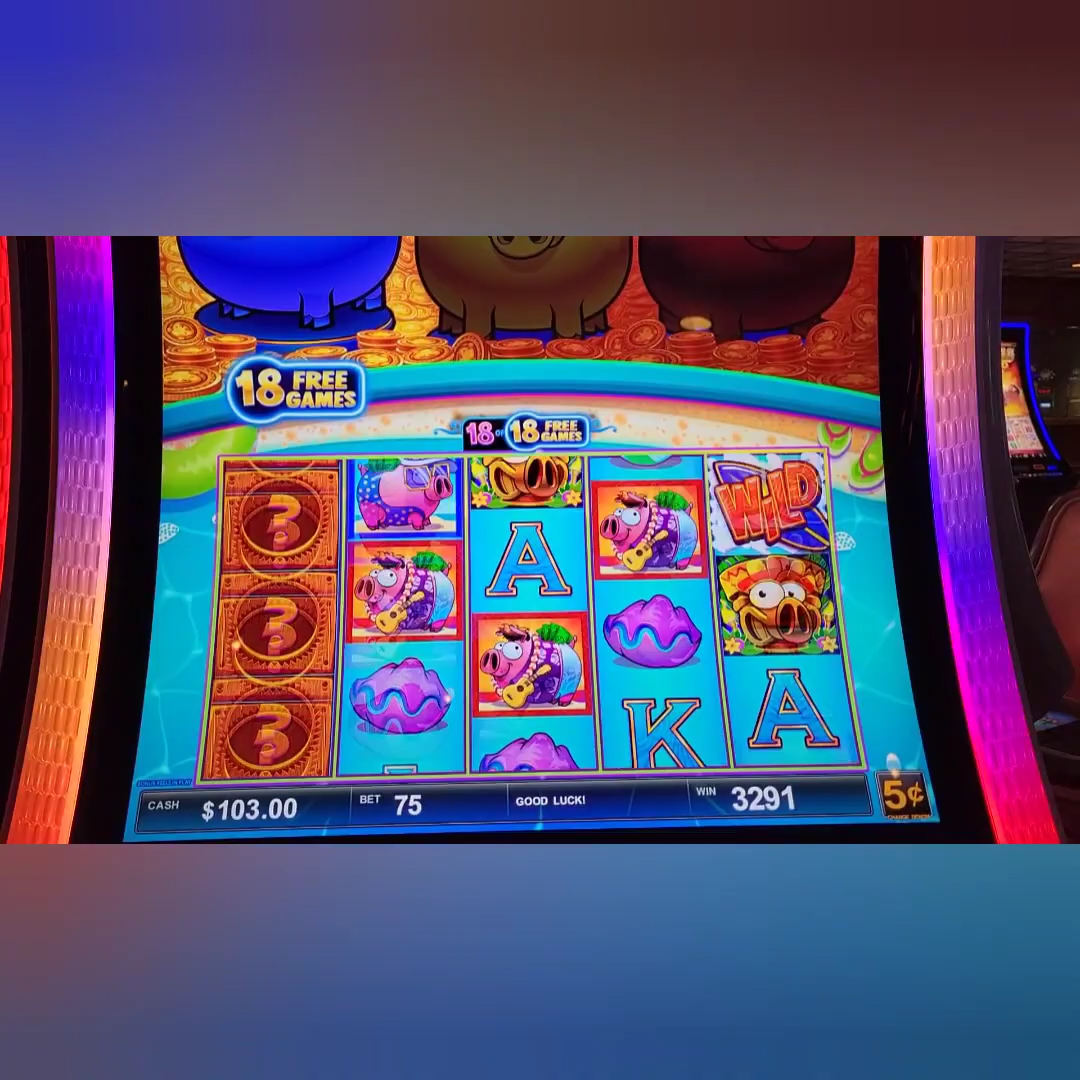 18 FREE GAMES
18 OF 18 FREE GAMES
? WILD
? A
? K A
CASH $103.00 BET 75 GOOD LUCK! WIN 3291 5¢